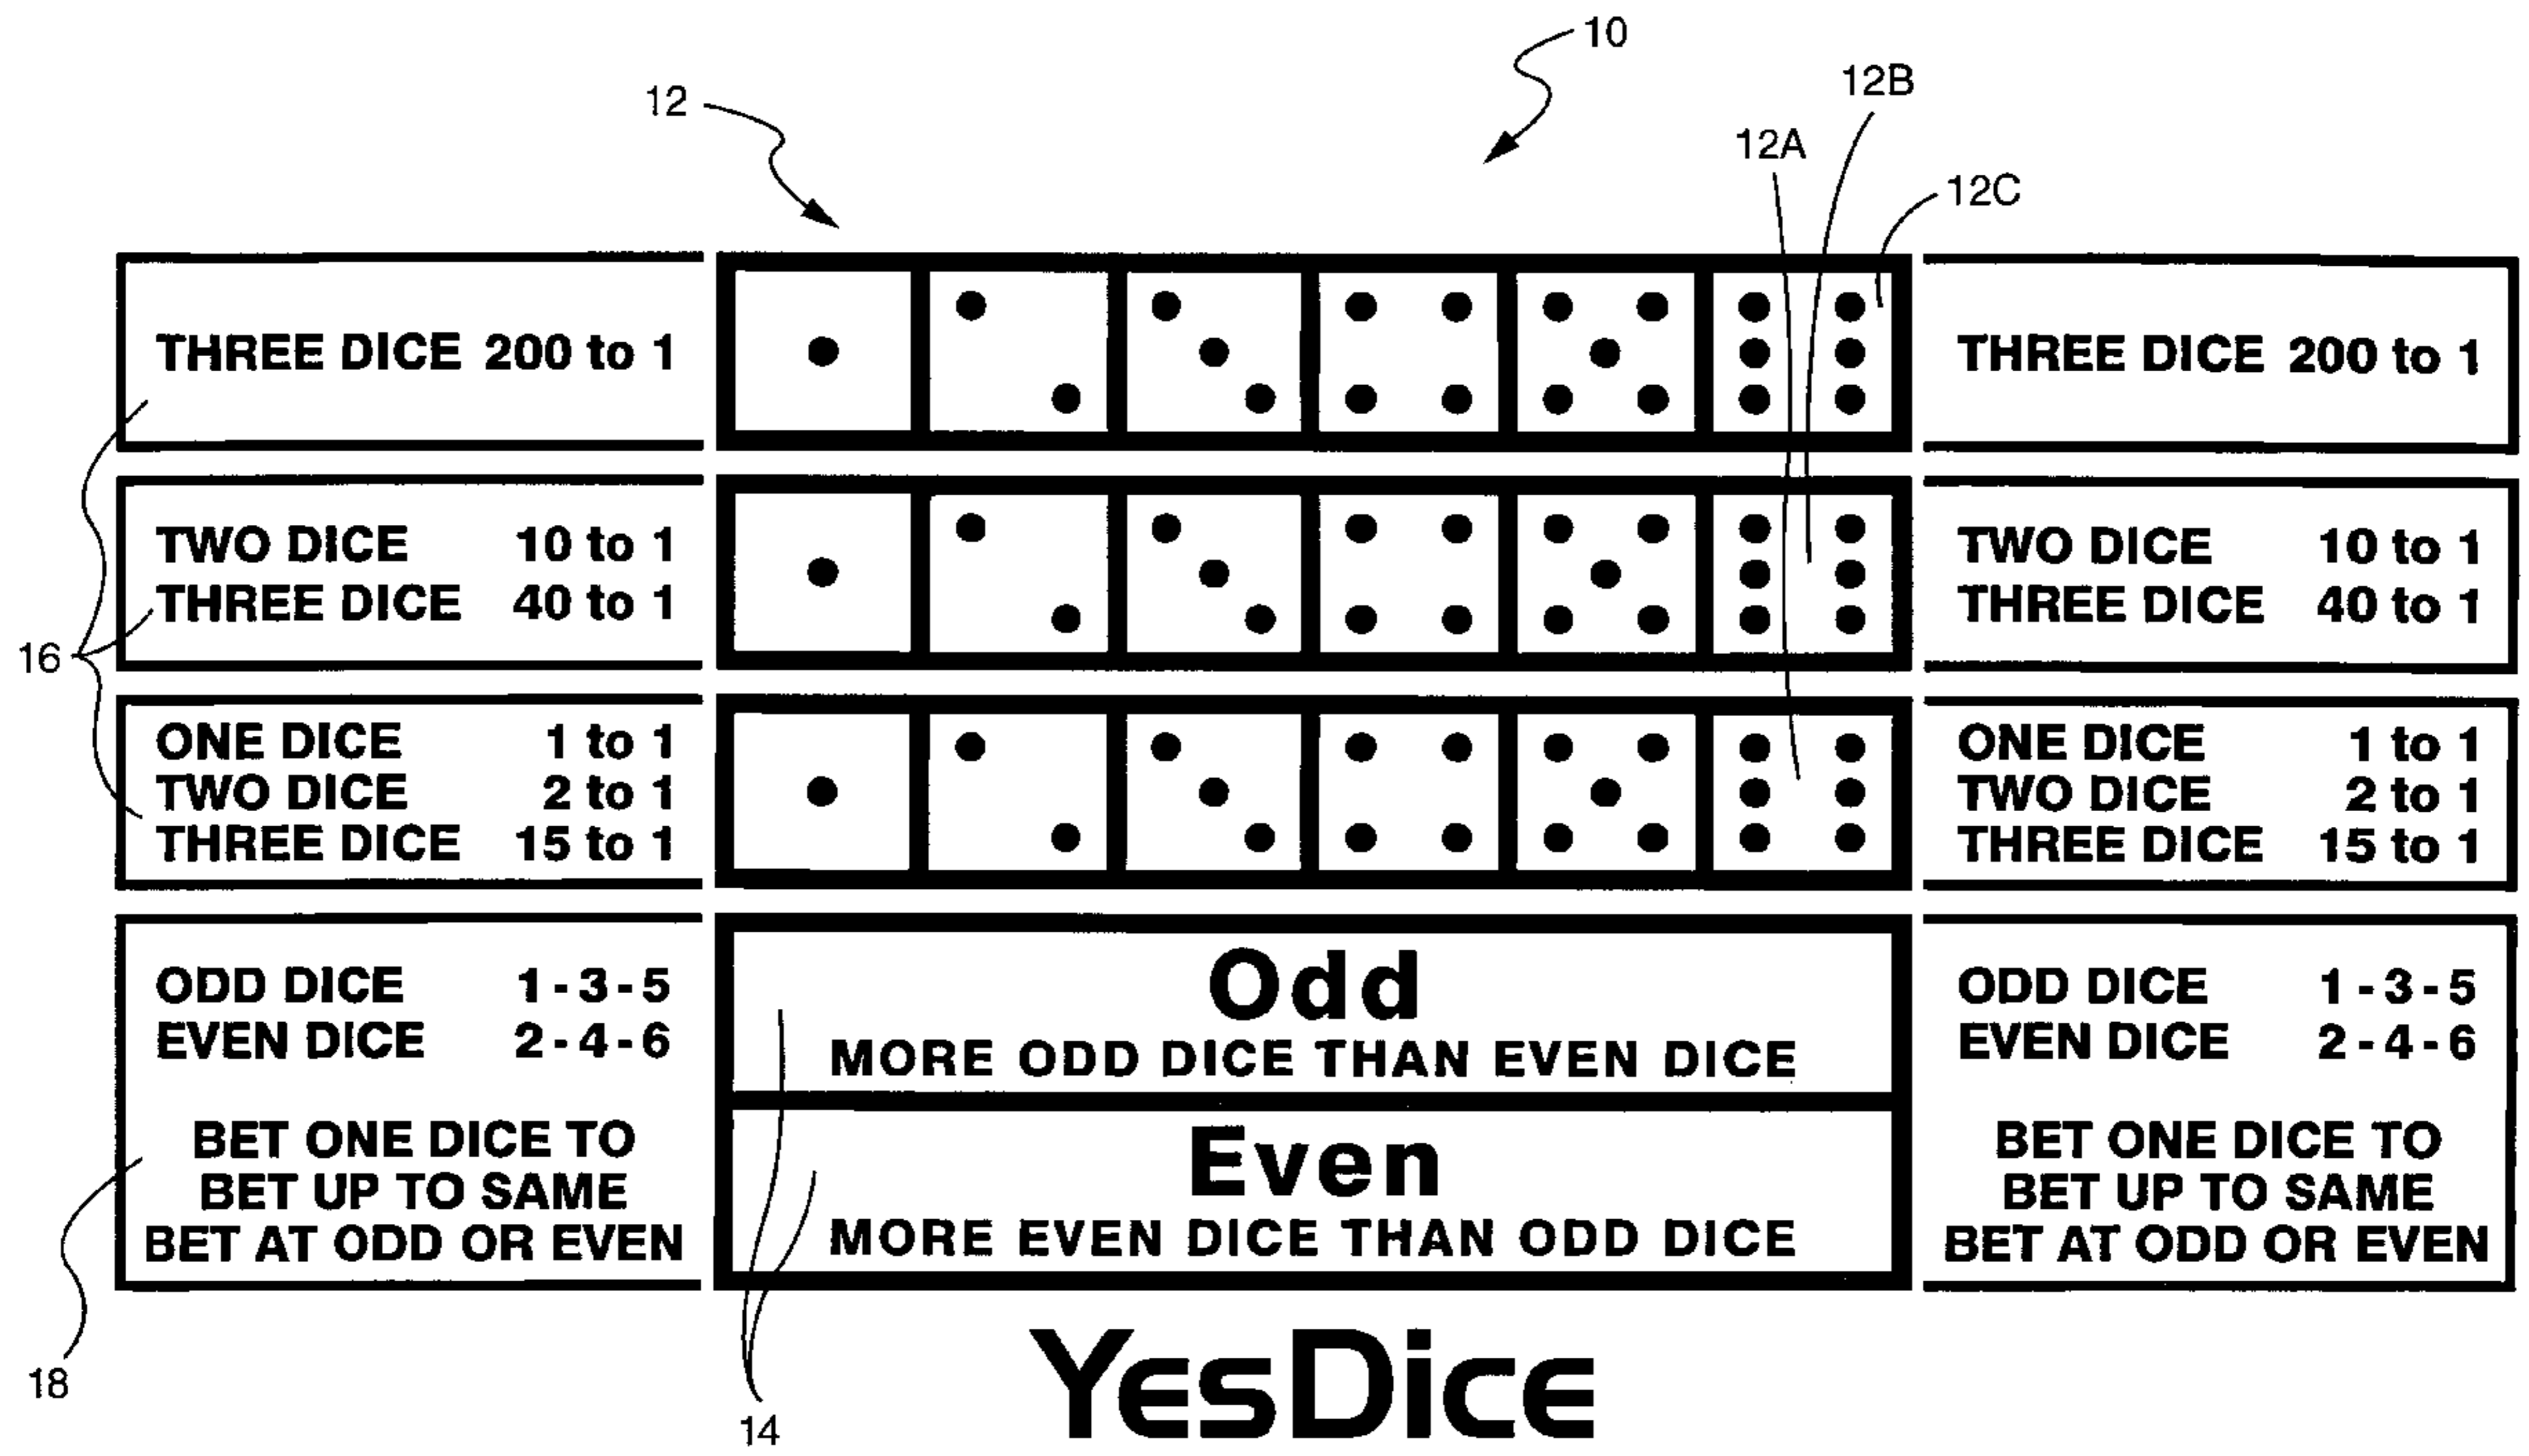 10
12
12B
12A
12C
THREE DICE 200 to 1
THREE DICE 200 to 1
TWO DICE 10 to 1
THREE DICE 40 to 1
TWO DICE 10 to 1
THREE DICE 40 to 1
16
ONE DICE 1 to 1
TWO DICE 2 to 1
THREE DICE 15 to 1
ONE DICE 1 to 1
TWO DICE 2 to 1
THREE DICE 15 to 1
ODD DICE 1 - 3 - 5
EVEN DICE 2 - 4 - 6
BET ONE DICE TO
BET UP TO SAME
BET AT ODD OR EVEN
Odd
MORE ODD DICE THAN EVEN DICE
Even
MORE EVEN DICE THAN ODD DICE
ODD DICE 1 - 3 - 5
EVEN DICE 2 - 4 - 6
BET ONE DICE TO
BET UP TO SAME
BET AT ODD OR EVEN
18
14
YesDice